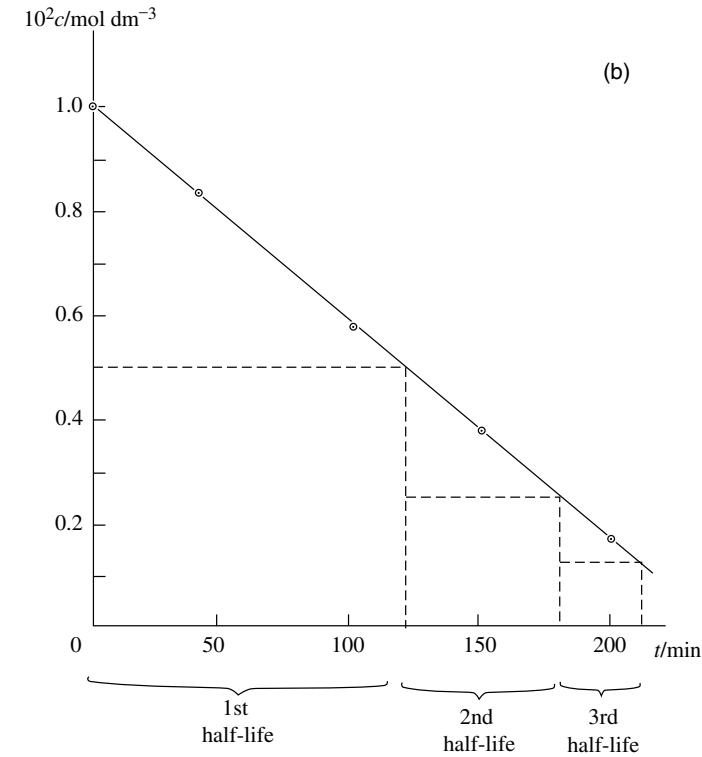 10²c/mol dm⁻³
(b)
1.0
0.8
0.6
0.4
0.2
0
50
100
150
200
t/min
1st
half-life
2nd
half-life
3rd
half-life